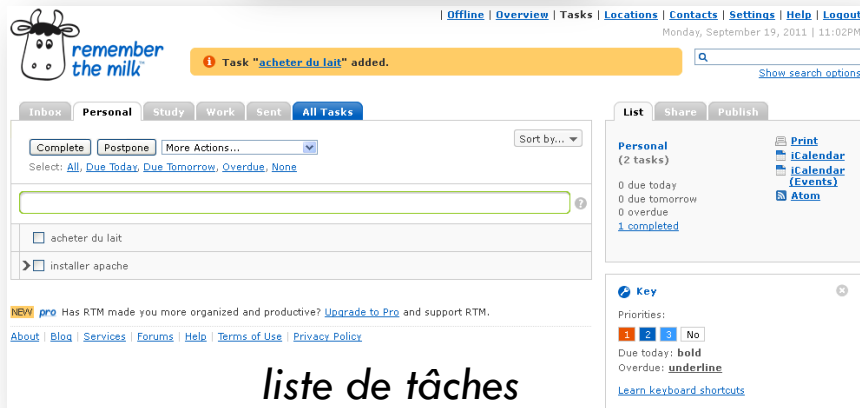 | Offline | Overview | Tasks | Locations | Contacts | Settings | Help | Logout
Monday, September 19, 2011 | 11:02PM
remember
the milk
Task "acheter du lait" added.
Show search options
Inbox Personal Study Work Sent All Tasks
Complete Postpone More Actions... Sort by...
Select: All, Due Today, Due Tomorrow, Overdue, None
?
acheter du lait
installer apache
NEW pro Has RTM made you more organized and productive? Upgrade to Pro and support RTM.
About | Blog | Services | Forums | Help | Terms of Use | Privacy Policy
liste de tâches
List Share Publish
Personal
(2 tasks)
0 due today
0 due tomorrow
0 overdue
1 completed
Print
iCalendar
iCalendar
(Events)
Atom
Key
Priorities:
1 2 3 No
Due today: bold
Overdue: underline
Learn keyboard shortcuts